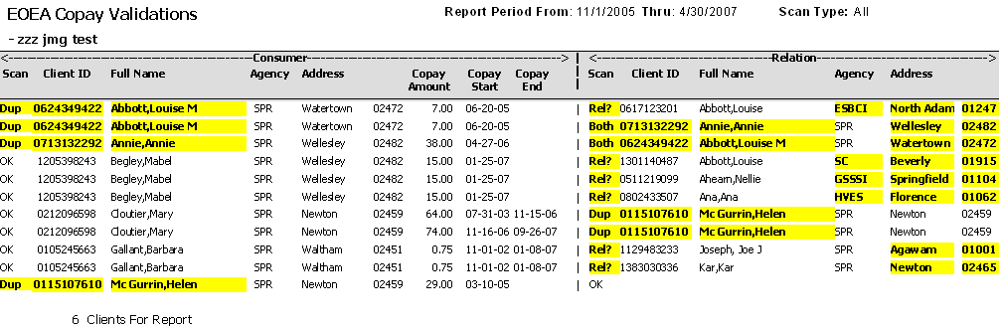 EOEA Copay Validations Report Period From: 11/1/2005 Thru: 4/30/2007 Scan Type: All
- zzz jmg test
<---Consumer---> | <---Relation--->
Scan Client ID Full Name Agency Address Copay Amount Copay Start Copay End | Scan Client ID Full Name Agency Address
Dup 0624349422 Abbott,Louise M SPR Watertown 02472 7.00 06-20-05 | Rel? 0617123201 Abbott,Louise ESBCI North Adam 01247
Dup 0624349422 Abbott,Louise M SPR Watertown 02472 7.00 06-20-05 | Both 0713132292 Annie,Annie SPR Wellesley 02482
Dup 0713132292 Annie,Annie SPR Wellesley 02482 38.00 04-27-06 | Both 0624349422 Abbott,Louise M SPR Watertown 02472
OK 1205398243 Begley,Mabel SPR Wellesley 02482 15.00 01-25-07 | Rel? 1301140487 Abbott,Louise SC Beverly 01915
OK 1205398243 Begley,Mabel SPR Wellesley 02482 15.00 01-25-07 | Rel? 0511219099 Ahearn,Nellie GSSSI Springfield 01104
OK 1205398243 Begley,Mabel SPR Wellesley 02482 15.00 01-25-07 | Rel? 0802433507 Ana,Ana HVES Florence 01062
OK 0212096598 Cloutier,Mary SPR Newton 02459 64.00 07-31-03 11-15-06 | Dup 0115107610 Mc Gurrin,Helen SPR Newton 02459
OK 0212096598 Cloutier,Mary SPR Newton 02459 74.00 11-16-06 09-26-07 | Dup 0115107610 Mc Gurrin,Helen SPR Newton 02459
OK 0105245663 Gallant,Barbara SPR Waltham 02451 0.75 11-01-02 01-08-07 | Rel? 1129483233 Joseph, Joe J SPR Agawam 01001
OK 0105245663 Gallant,Barbara SPR Waltham 02451 0.75 11-01-02 01-08-07 | Rel? 1383030336 Kar,Kar SPR Newton 02465
Dup 0115107610 Mc Gurrin,Helen SPR Newton 02459 29.00 03-10-05 | OK
6 Clients For Report